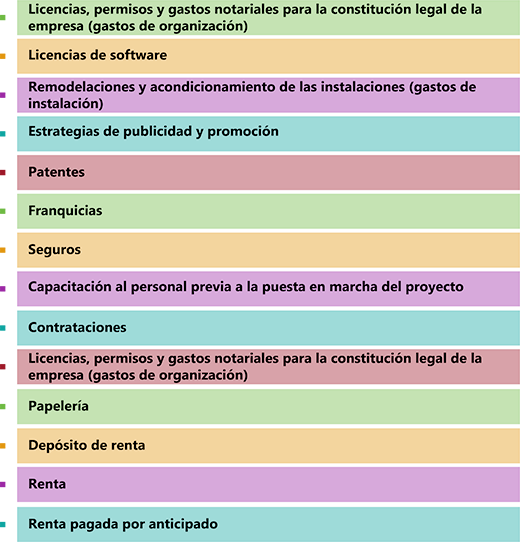 Licencias, permisos y gastos notariales para la constitución legal de la
empresa (gastos de organización)
Licencias de software
Remodelaciones y acondicionamiento de las instalaciones (gastos de
instalación)
Estrategias de publicidad y promoción
Patentes
Franquicias
Seguros
Capacitación al personal previa a la puesta en marcha del proyecto
Contrataciones
Licencias, permisos y gastos notariales para la constitución legal de la
empresa (gastos de organización)
Papelería
Depósito de renta
Renta
Renta pagada por anticipado